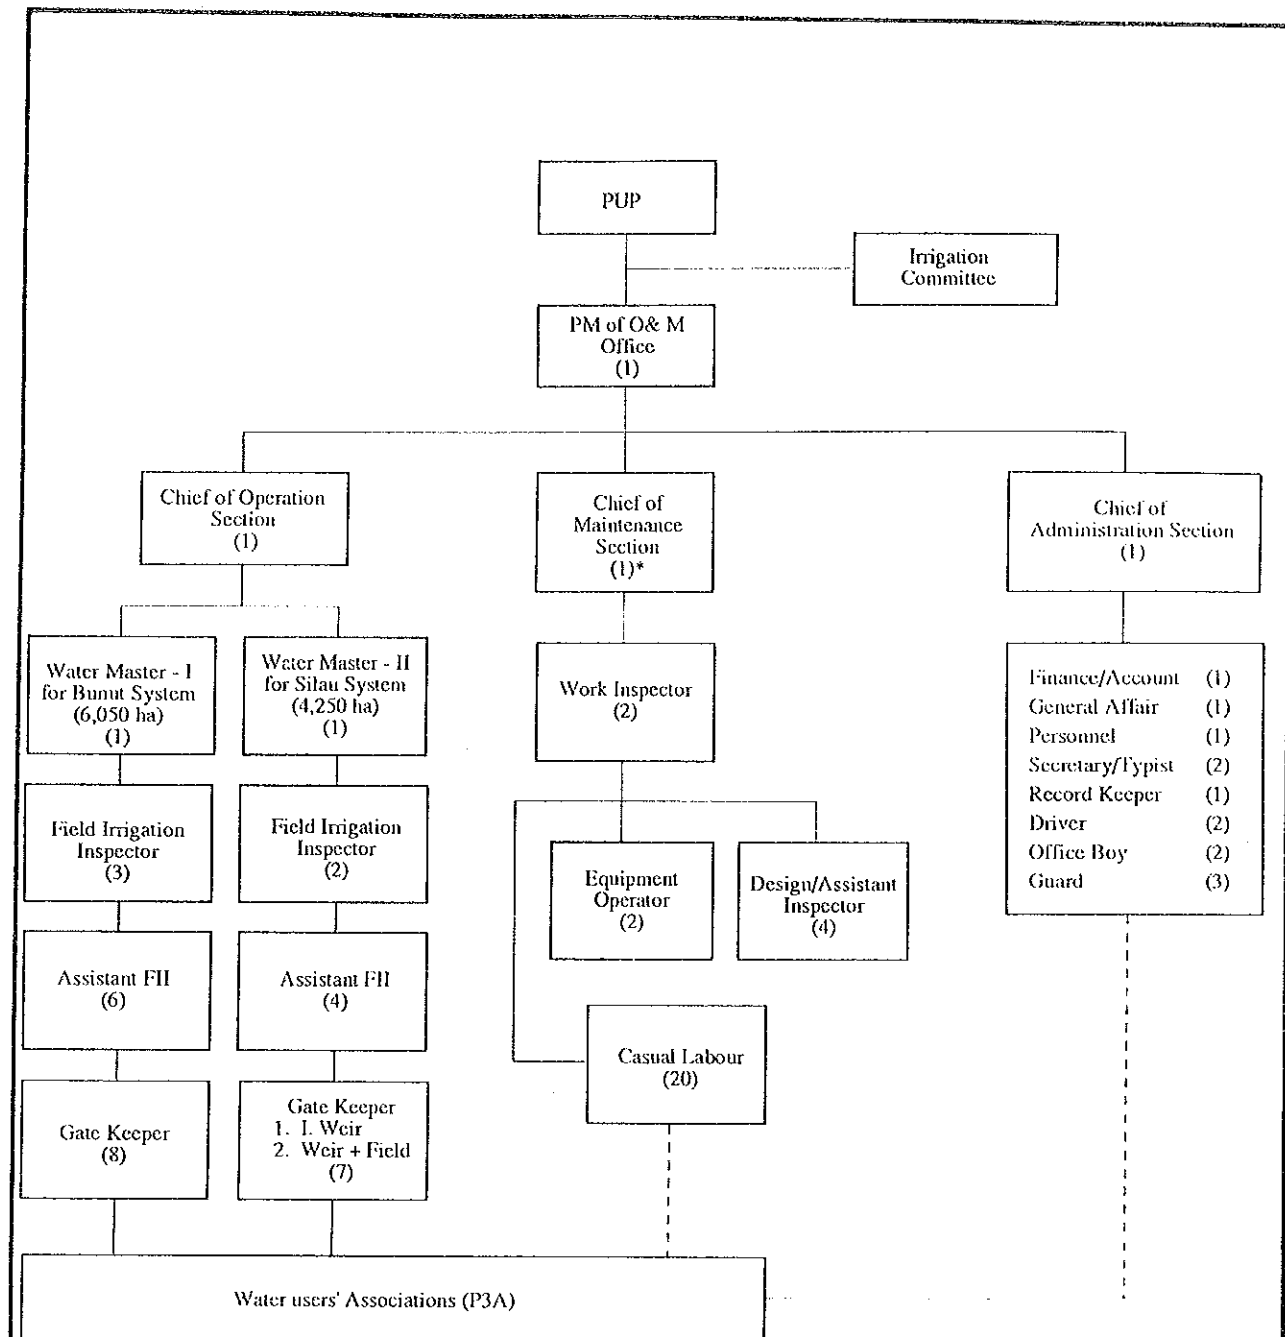 PUP
Irrigation
Committee
PM of O& M
Office
(1)
Chief of Operation
Section
(1)
Chief of
Maintenance
Section
(1)*
Chief of
Administration Section
(1)
Water Master - I
for Bunut System
(6,050 ha)
(1)
Water Master - II
for Silau System
(4,250 ha)
(1)
Work Inspector
(2)
Finance/Account (1)
General Affair (1)
Personnel (1)
Secretary/Typist (2)
Record Keeper (1)
Driver (2)
Office Boy (2)
Guard (3)
Field Irrigation
Inspector
(3)
Field Irrigation
Inspector
(2)
Equipment
Operator
(2)
Design/Assistant
Inspector
(4)
Assistant FII
(6)
Assistant FII
(4)
Casual Labour
(20)
Gate Keeper
(8)
Gate Keeper
1. I. Weir
2. Weir + Field
(7)
Water users' Associations (P3A)